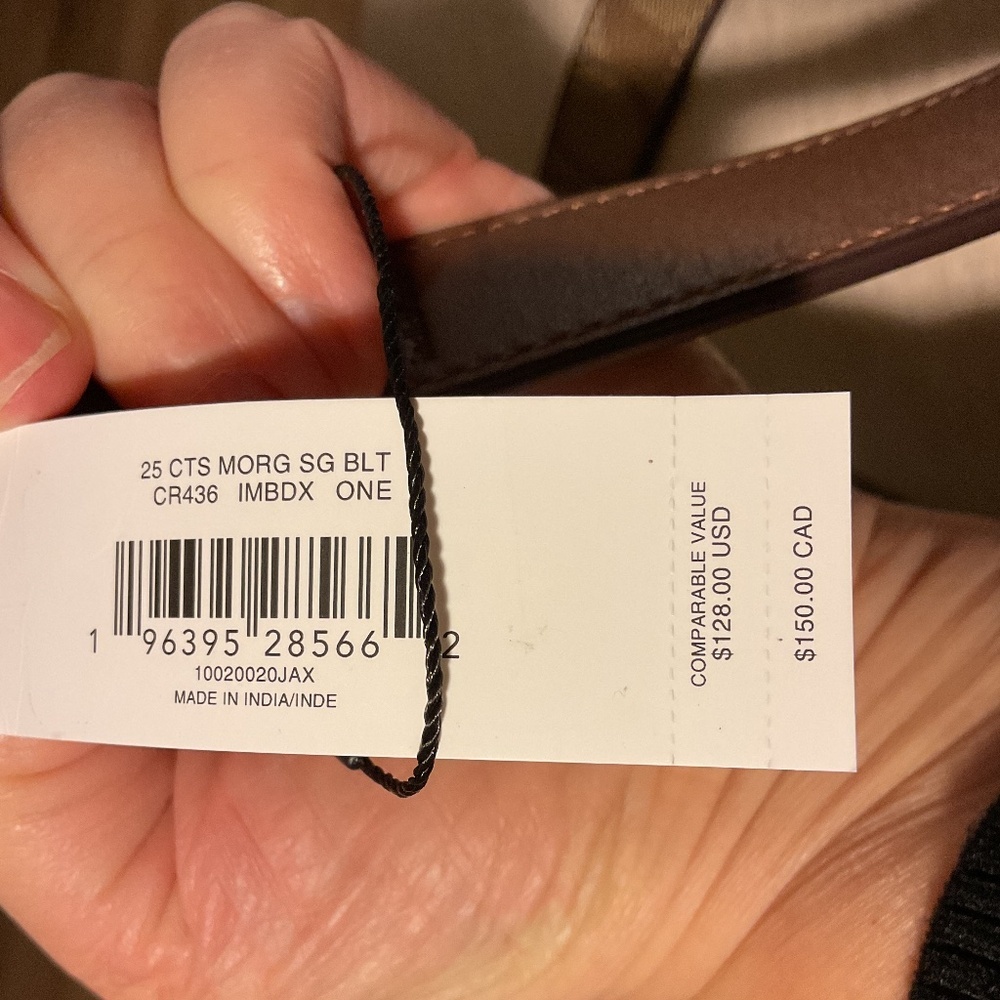 25 CTS MORG SG BLT
CR436 IMBDX ONE
1 96395 28566 2
10020020JAX
MADE IN INDIA/INDE
COMPARABLE VALUE
$128.00 USD
$150.00 CAD